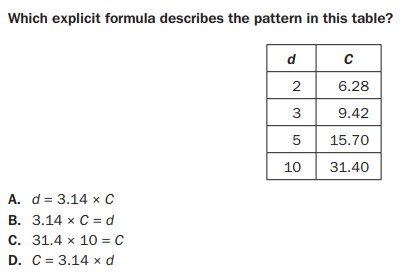 Which explicit formula describes the pattern in this table?
d C
2 6.28
3 9.42
5 15.70
10 31.40
A. d = 3.14 × C
B. 3.14 × C = d
C. 31.4 × 10 = C
D. C = 3.14 × d